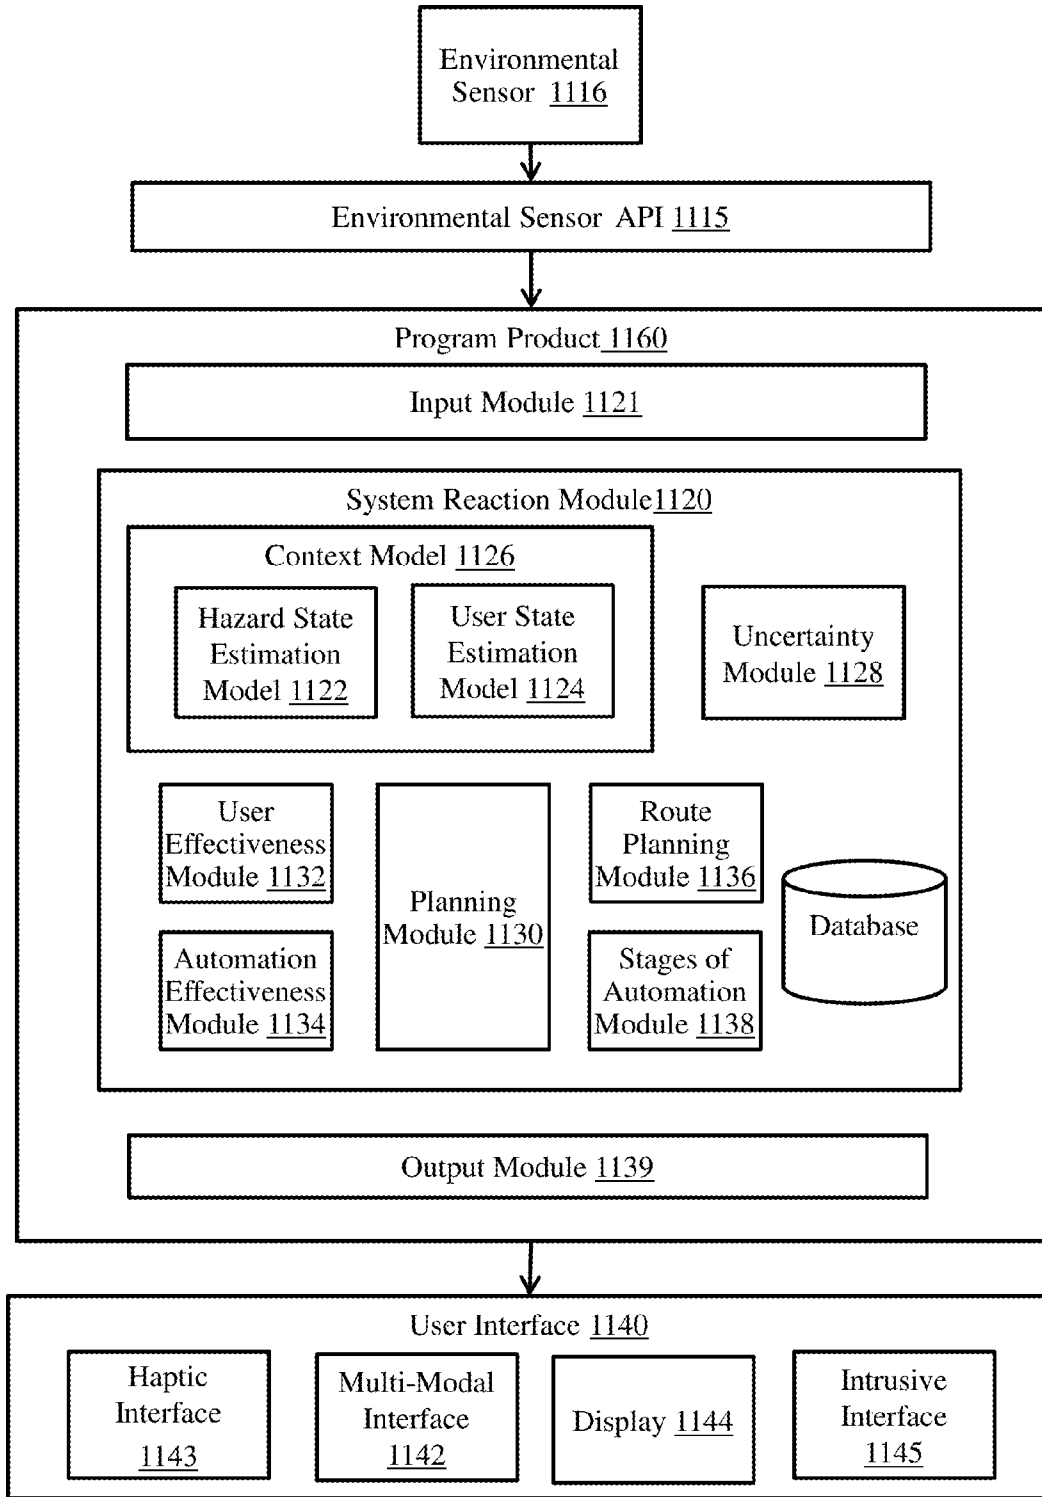 Environmental
Sensor 1116
Environmental Sensor API 1115
Program Product 1160
Input Module 1121
System Reaction Module1120
Context Model 1126
Hazard State
Estimation
Model 1122
User State
Estimation
Model 1124
Uncertainty
Module 1128
User
Effectiveness
Module 1132
Planning
Module 1130
Route
Planning
Module 1136
Database
Automation
Effectiveness
Module 1134
Stages of
Automation
Module 1138
Output Module 1139
User Interface 1140
Haptic
Interface
1143
Multi-Modal
Interface
1142
Display 1144
Intrusive
Interface
1145